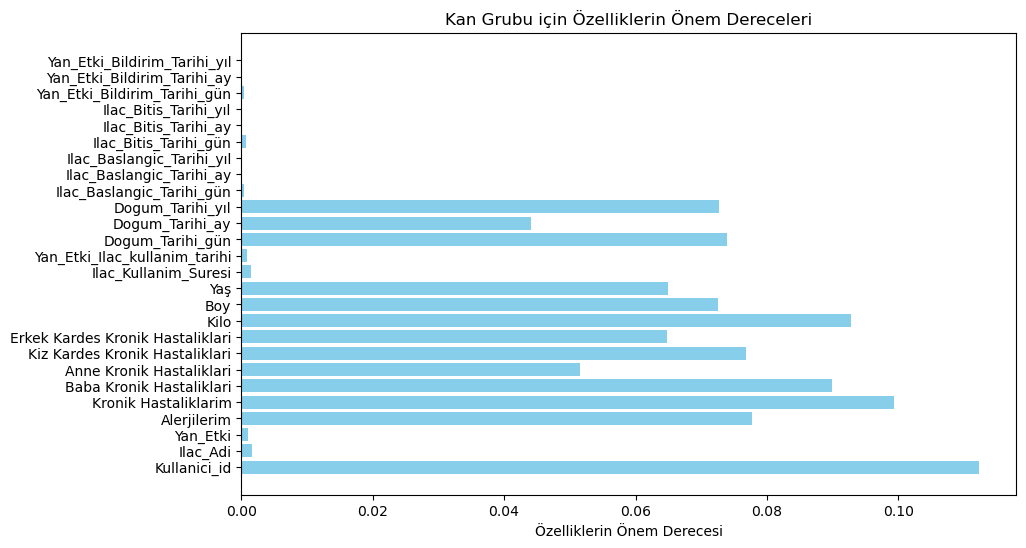 Kan Grubu için Özelliklerin Önem Dereceleri
Yan_Etki_Bildirim_Tarihi_yıl
Yan_Etki_Bildirim_Tarihi_ay
Yan_Etki_Bildirim_Tarihi_gün
Ilac_Bitis_Tarihi_yıl
Ilac_Bitis_Tarihi_ay
Ilac_Bitis_Tarihi_gün
Ilac_Baslangic_Tarihi_yıl
Ilac_Baslangic_Tarihi_ay
Ilac_Baslangic_Tarihi_gün
Dogum_Tarihi_yıl
Dogum_Tarihi_ay
Dogum_Tarihi_gün
Yan_Etki_Ilac_kullanim_tarihi
Ilac_Kullanim_Suresi
Yaş
Boy
Kilo
Erkek Kardes Kronik Hastaliklari
Kiz Kardes Kronik Hastaliklari
Anne Kronik Hastaliklari
Baba Kronik Hastaliklari
Kronik Hastaliklarim
Alerjilerim
Yan_Etki
Ilac_Adi
Kullanici_id
0.00 0.02 0.04 0.06 0.08 0.10
Özelliklerin Önem Derecesi